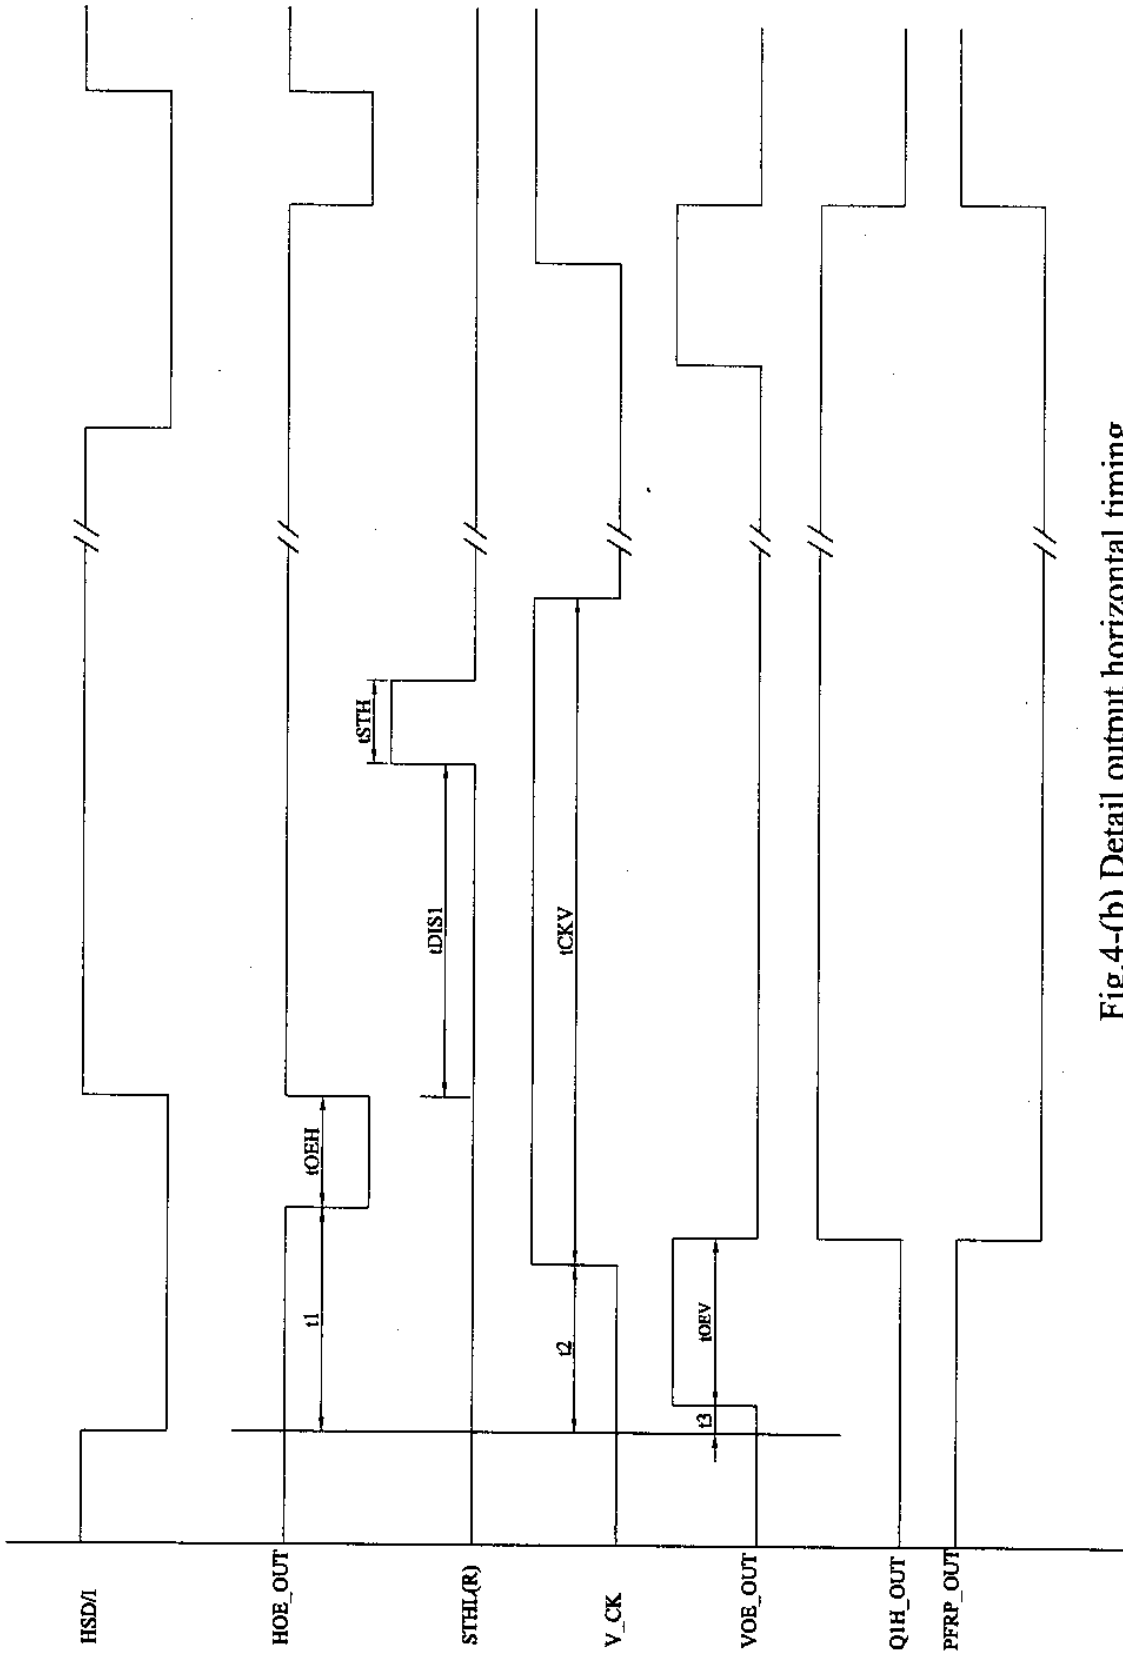 HSD/I
HOE_OUT
t1
tOEH
STHL(R)
tDIS1
tSTH
V_CK
t2
tCKV
VOE_OUT
t3
tOEV
Q1H_OUT
PFRP_OUT
Fig.4-(b) Detail output horizontal timing